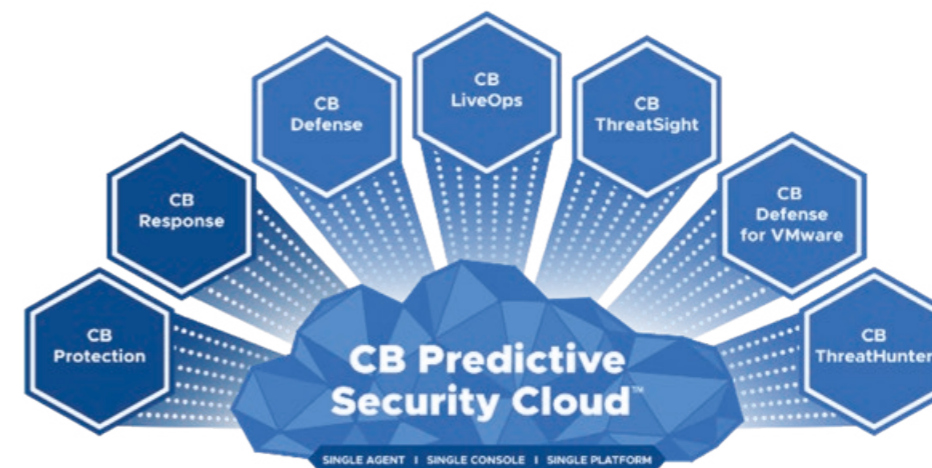 CB
LiveOps
CB
Defense
CB
ThreatSight
CB
Response
CB
Defense
for VMware
CB
Protection
CB
ThreatHunter
CB Predictive
Security Cloud™
SINGLE AGENT I SINGLE CONSOLE I SINGLE PLATFORM